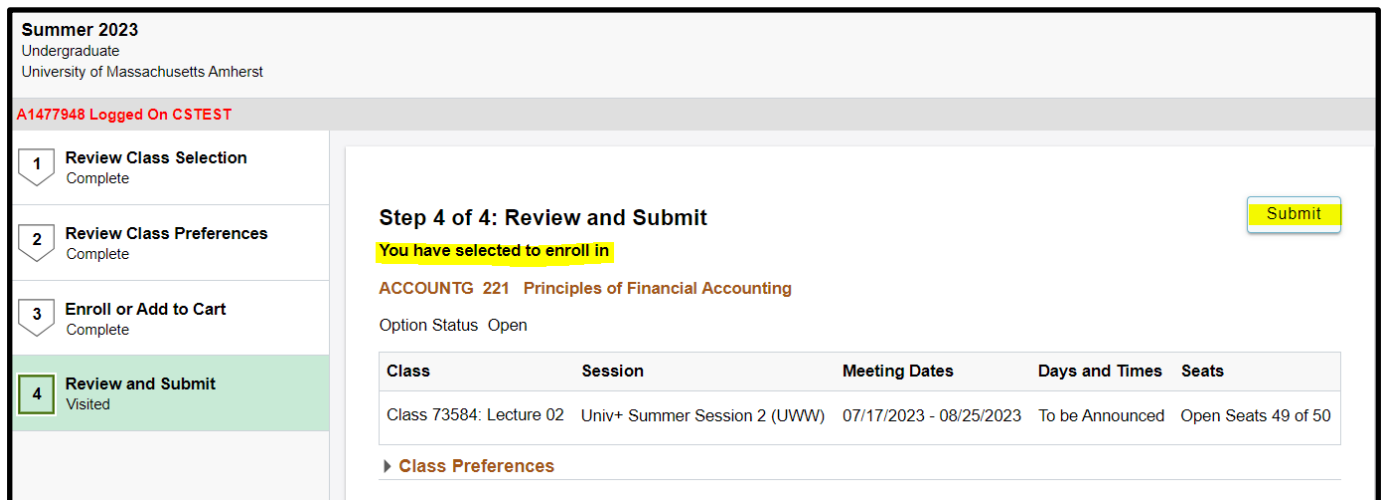 Summer 2023
Undergraduate
University of Massachusetts Amherst
A1477948 Logged On CSTEST
1
Review Class Selection
Complete
2
Review Class Preferences
Complete
3
Enroll or Add to Cart
Complete
4
Review and Submit
Visited
Step 4 of 4: Review and Submit
Submit
You have selected to enroll in
ACCOUNTG 221 Principles of Financial Accounting
Option Status Open
Class Session Meeting Dates Days and Times Seats
Class 73584: Lecture 02 Univ+ Summer Session 2 (UWW) 07/17/2023 - 08/25/2023 To be Announced Open Seats 49 of 50
Class Preferences